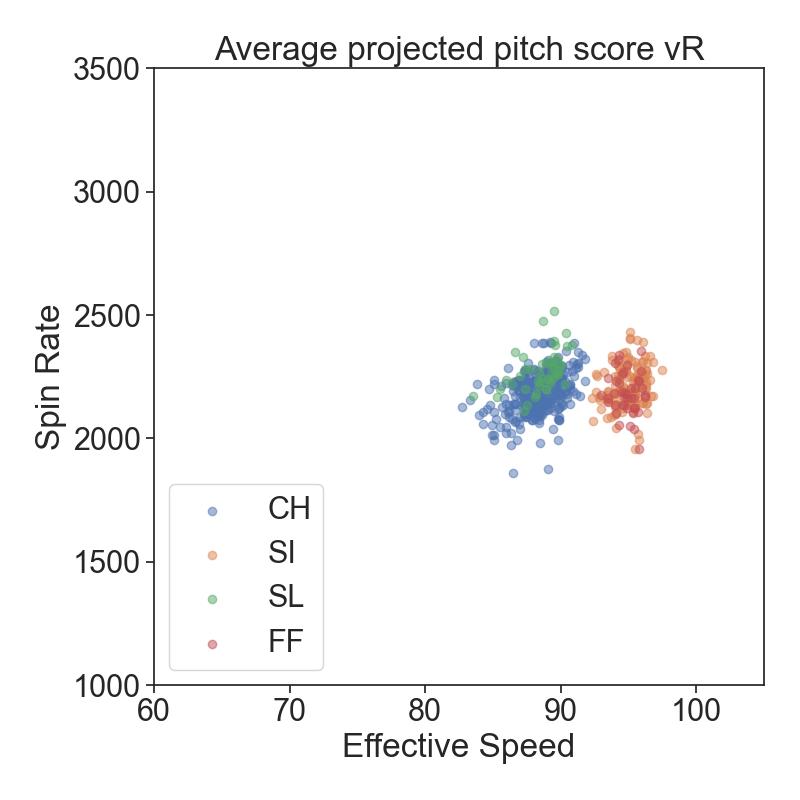 Average projected pitch score vR
3500
3000
2500
2000
1500
1000
Spin Rate
CH
SI
SL
FF
60 70 80 90 100
Effective Speed